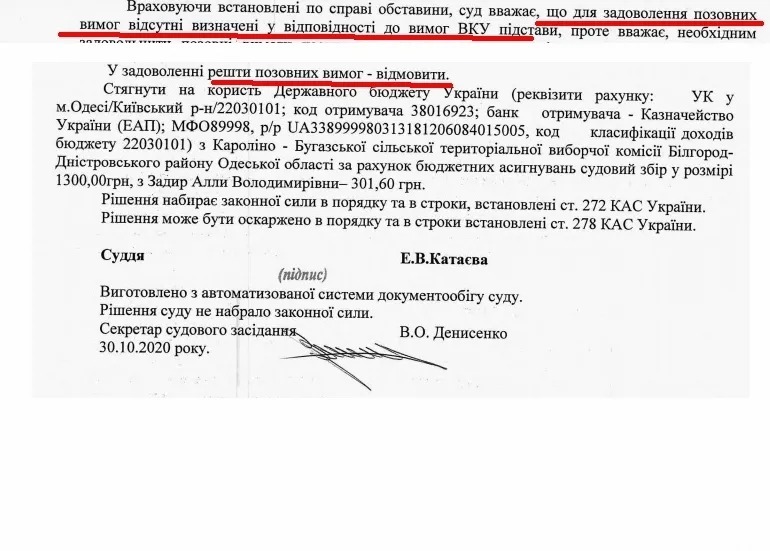 Враховуючи встановлені по справі обставини, суд вважає, що для задоволення позовних
вимог відсутні визначені у відповідності до вимог ВКУ підстави, проте вважає, необхідним
У задоволенні решти позовних вимог - відмовити.
Стягнути на користь Державного бюджету України (реквізити рахунку: УК у
м.Одесі/Київський р-н/22030101; код отримувача 38016923; банк отримувача - Казначейство
України (ЕАП); МФО89998, р/р UA338999980313181206084015005, код класифікації доходів
бюджету 22030101) з Кароліно - Бугазської сільської територіальної виборчої комісії Білгород-
Дністровського району Одеської області за рахунок бюджетних асигнувань судовий збір у розмірі
1300,00грн, з Задир Алли Володимирівни– 301,60 грн.
Рішення набирає законної сили в порядку та в строки, встановлені ст. 272 КАС України.
Рішення може бути оскаржено в порядку та в строки встановлені ст. 278 КАС України.
Суддя Е.В.Катаєва
(підпис)
Виготовлено з автоматизованої системи документообігу суду.
Рішення суду не набрало законної сили.
Секретар судового засідання В.О. Денисенко
30.10.2020 року.